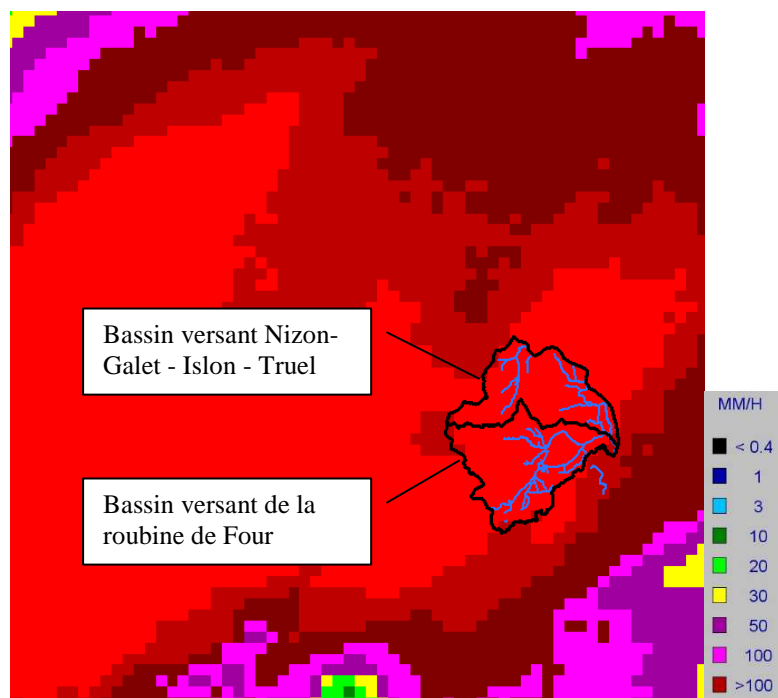 Bassin versant Nizon-
Galet - Islon - Truel
Bassin versant de la
roubine de Four
MM/H
< 0.4
1
3
10
20
30
50
100
>100